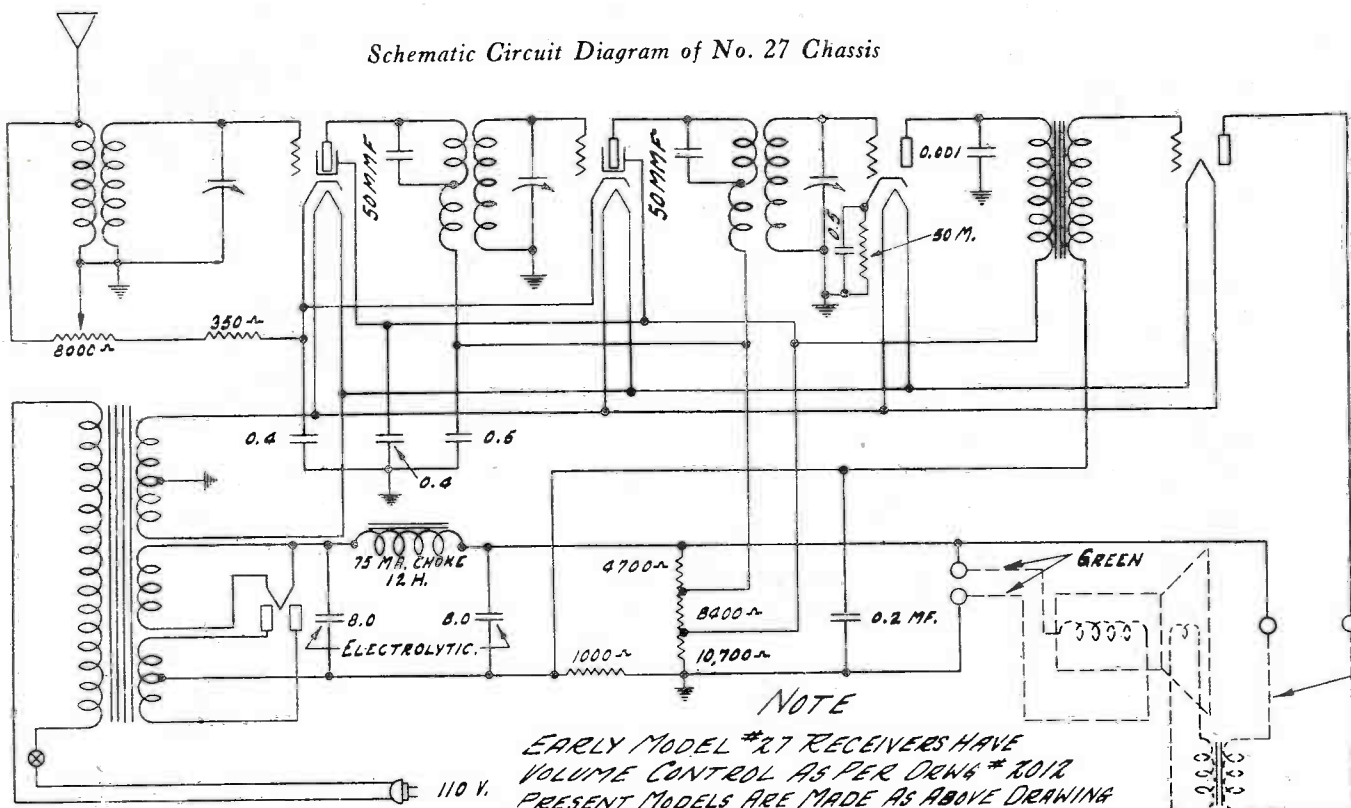 Schematic Circuit Diagram of No. 27 Chassis
50 MMF
50 MMF
0.001
0.5
50 M.
350 Ω
8000 Ω
0.4
0.4
0.5
75 MA. CHOKE
12 H.
8.0
8.0
ELECTROLYTIC.
4700 Ω
8400 Ω
10,700 Ω
1000 Ω
0.2 MF.
GREEN
110 V.
NOTE
EARLY MODEL #27 RECEIVERS HAVE
VOLUME CONTROL AS PER DRWG #2012
PRESENT MODELS ARE MADE AS ABOVE DRAWING